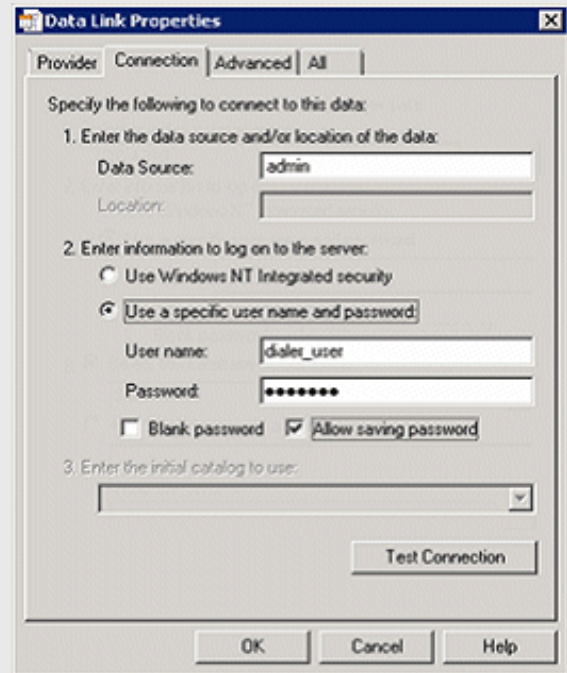 Data Link Properties
Provider Connection Advanced All
Specify the following to connect to this data:
1. Enter the data source and/or location of the data:
Data Source: admin
Location:
2. Enter information to log on to the server:
Use Windows NT Integrated security
Use a specific user name and password:
User name: dialer_user
Password: ●●●●●●●
Blank password Allow saving password
3. Enter the initial catalog to use:
Test Connection
OK Cancel Help